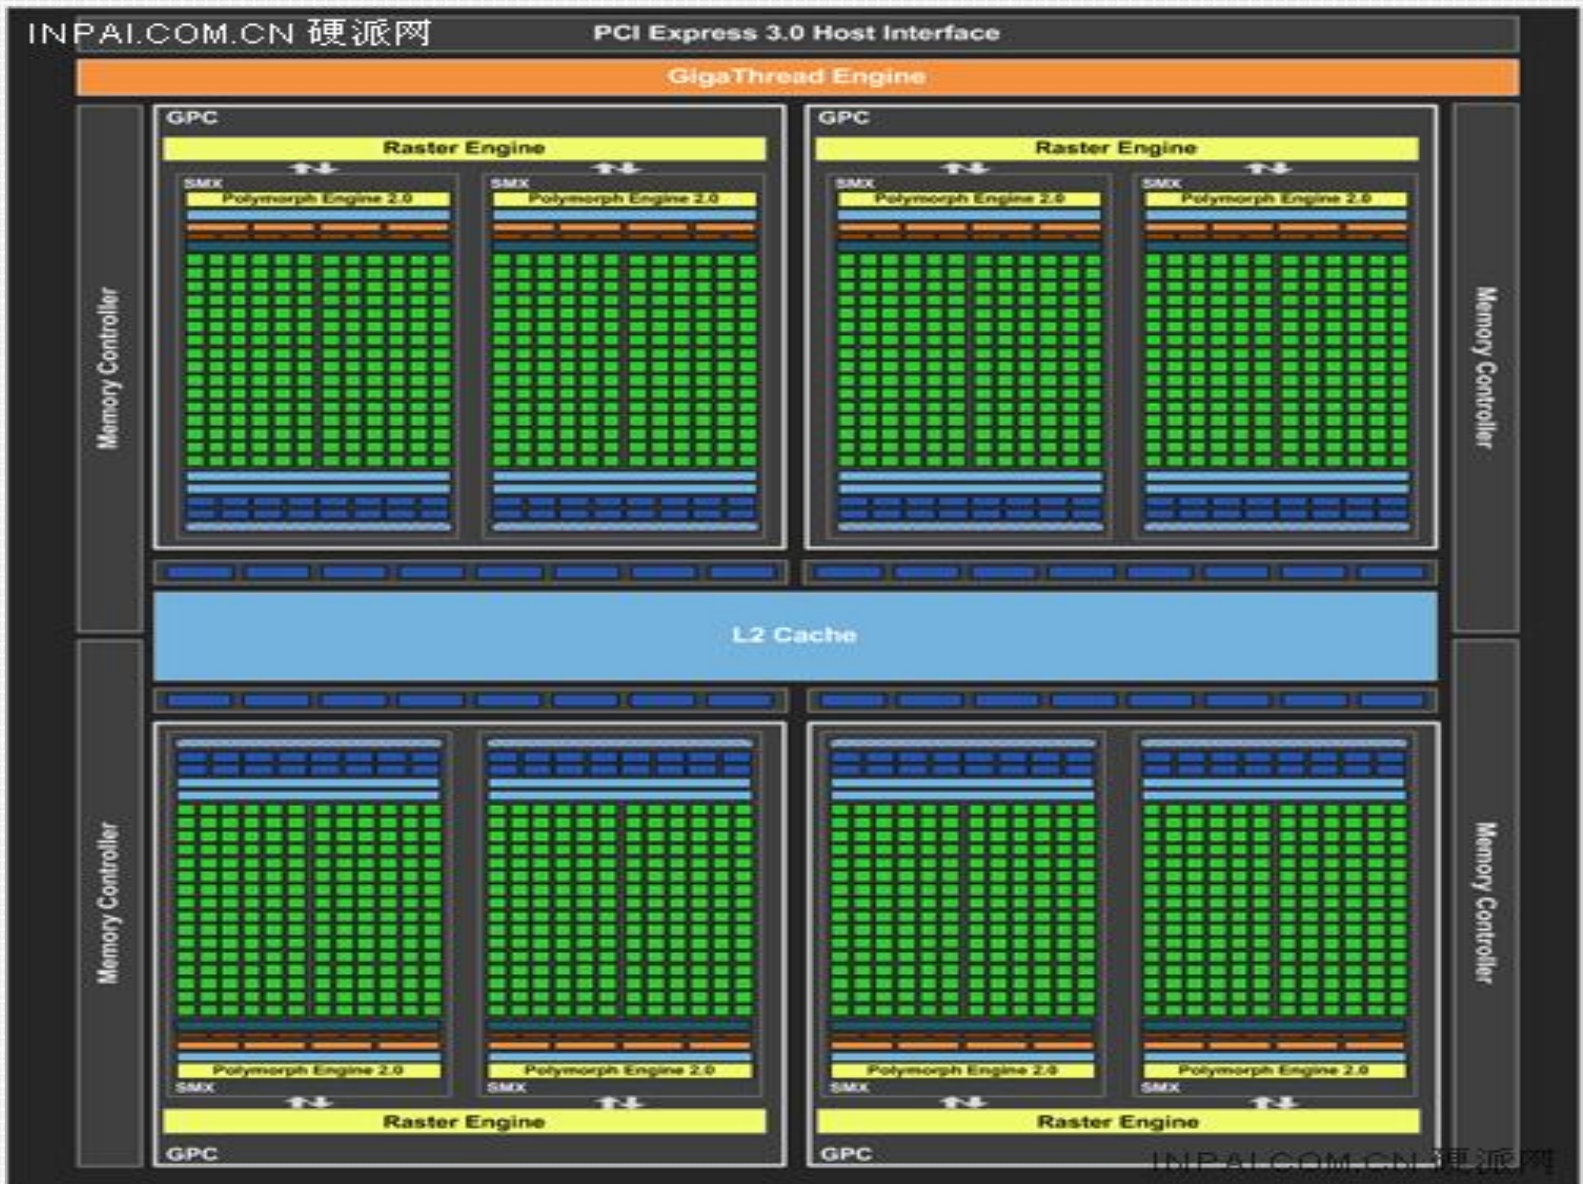 INPAI.COM.CN 硬派网
PCI Express 3.0 Host Interface
GigaThread Engine
GPC
Raster Engine
SMX
Polymorph Engine 2.0
SMX
Polymorph Engine 2.0
GPC
Raster Engine
SMX
Polymorph Engine 2.0
SMX
Polymorph Engine 2.0
Memory Controller
Memory Controller
L2 Cache
Memory Controller
Memory Controller
Polymorph Engine 2.0
SMX
Polymorph Engine 2.0
SMX
Raster Engine
GPC
Polymorph Engine 2.0
SMX
Polymorph Engine 2.0
SMX
Raster Engine
GPC
INPAI.COM.CN 硬派网